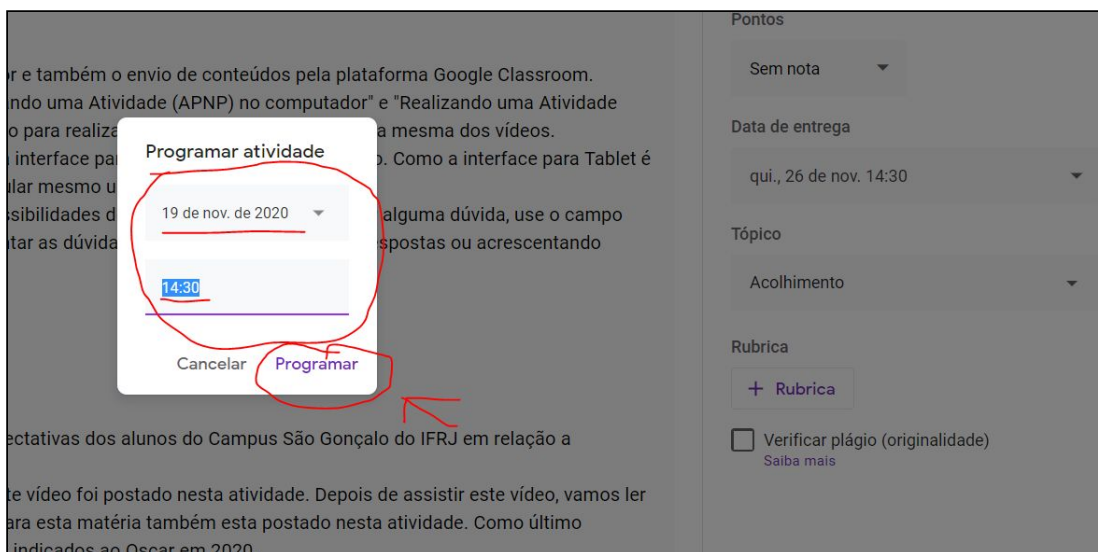 r e também o envio de conteúdos pela plataforma Google Classroom.
ndo uma Atividade (APNP) no computador" e "Realizando uma Atividade
o para realiza a mesma dos vídeos.
interface par o. Como a interface para Tablet é
ular mesmo u
ssibilidades d alguma dúvida, use o campo
tar as dúvida spostas ou acrescentando
Programar atividade
19 de nov. de 2020
14:30
Cancelar Programar
ectativas dos alunos do Campus São Gonçalo do IFRJ em relação a
te vídeo foi postado nesta atividade. Depois de assistir este vídeo, vamos ler
ara esta matéria também esta postado nesta atividade. Como último
indicados ao Oscar em 2020
Pontos
Sem nota
Data de entrega
qui., 26 de nov. 14:30
Tópico
Acolhimento
Rubrica
+ Rubrica
Verificar plágio (originalidade)
Saiba mais